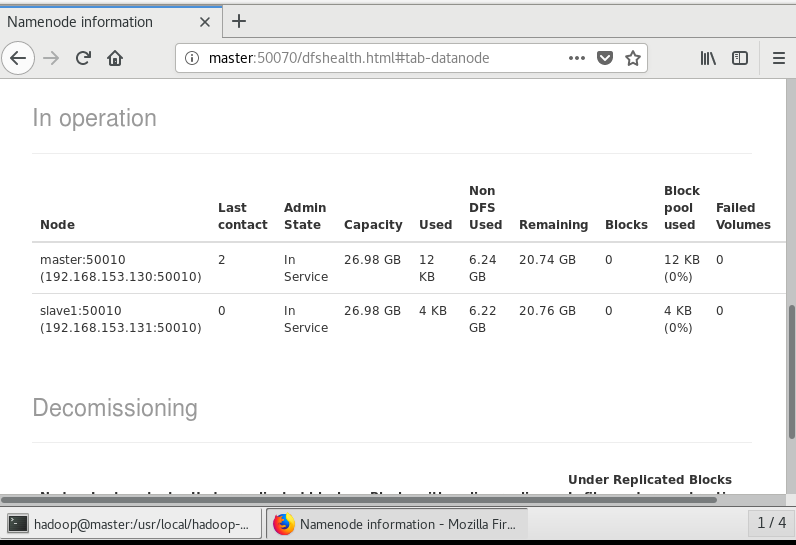 Namenode information
master:50070/dfshealth.html#tab-datanode
In operation
Node Last contact Admin State Capacity Used Non DFS Used Remaining Blocks Block pool used Failed Volumes
master:50010 (192.168.153.130:50010) 2 In Service 26.98 GB 12 KB 6.24 GB 20.74 GB 0 12 KB (0%) 0
slave1:50010 (192.168.153.131:50010) 0 In Service 26.98 GB 4 KB 6.22 GB 20.76 GB 0 4 KB (0%) 0
Decomissioning
Under Replicated Blocks
hadoop@master:/usr/local/hadoop-...
Namenode information - Mozilla Fir...
1 / 4